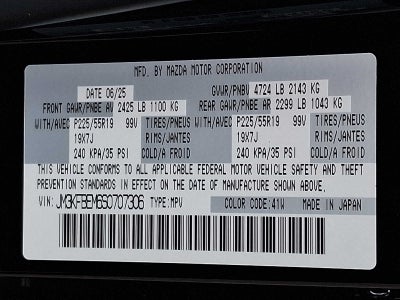 MFD. BY MAZDA MOTOR CORPORATION
DATE 06/25 GVWR/PNBV 4724 LB 2143 KG
FRONT GAWR/PNBE AV 2425 LB 1100 KG REAR GAWR/PNBE AR 2299 LB 1043 KG
WITH/AVEC P225/55R19 99V TIRES/PNEUS WITH/AVEC P225/55R19 99V TIRES/PNEUS
19X7J RIMS/JANTES 19X7J RIMS/JANTES
240 KPA/35 PSI COLD/A FROID 240 KPA/35 PSI COLD/A FROID
THIS VEHICLE CONFORMS TO ALL APPLICABLE FEDERAL MOTOR VEHICLE SAFETY AND THEFT
PREVENTION STANDARDS IN EFFECT ON THE DATE OF MANUFACTURE SHOWN ABOVE.
VIN: JM3KFBEM6S0707306 TYPE: MPV COLOR CODE: 41W MADE IN JAPAN